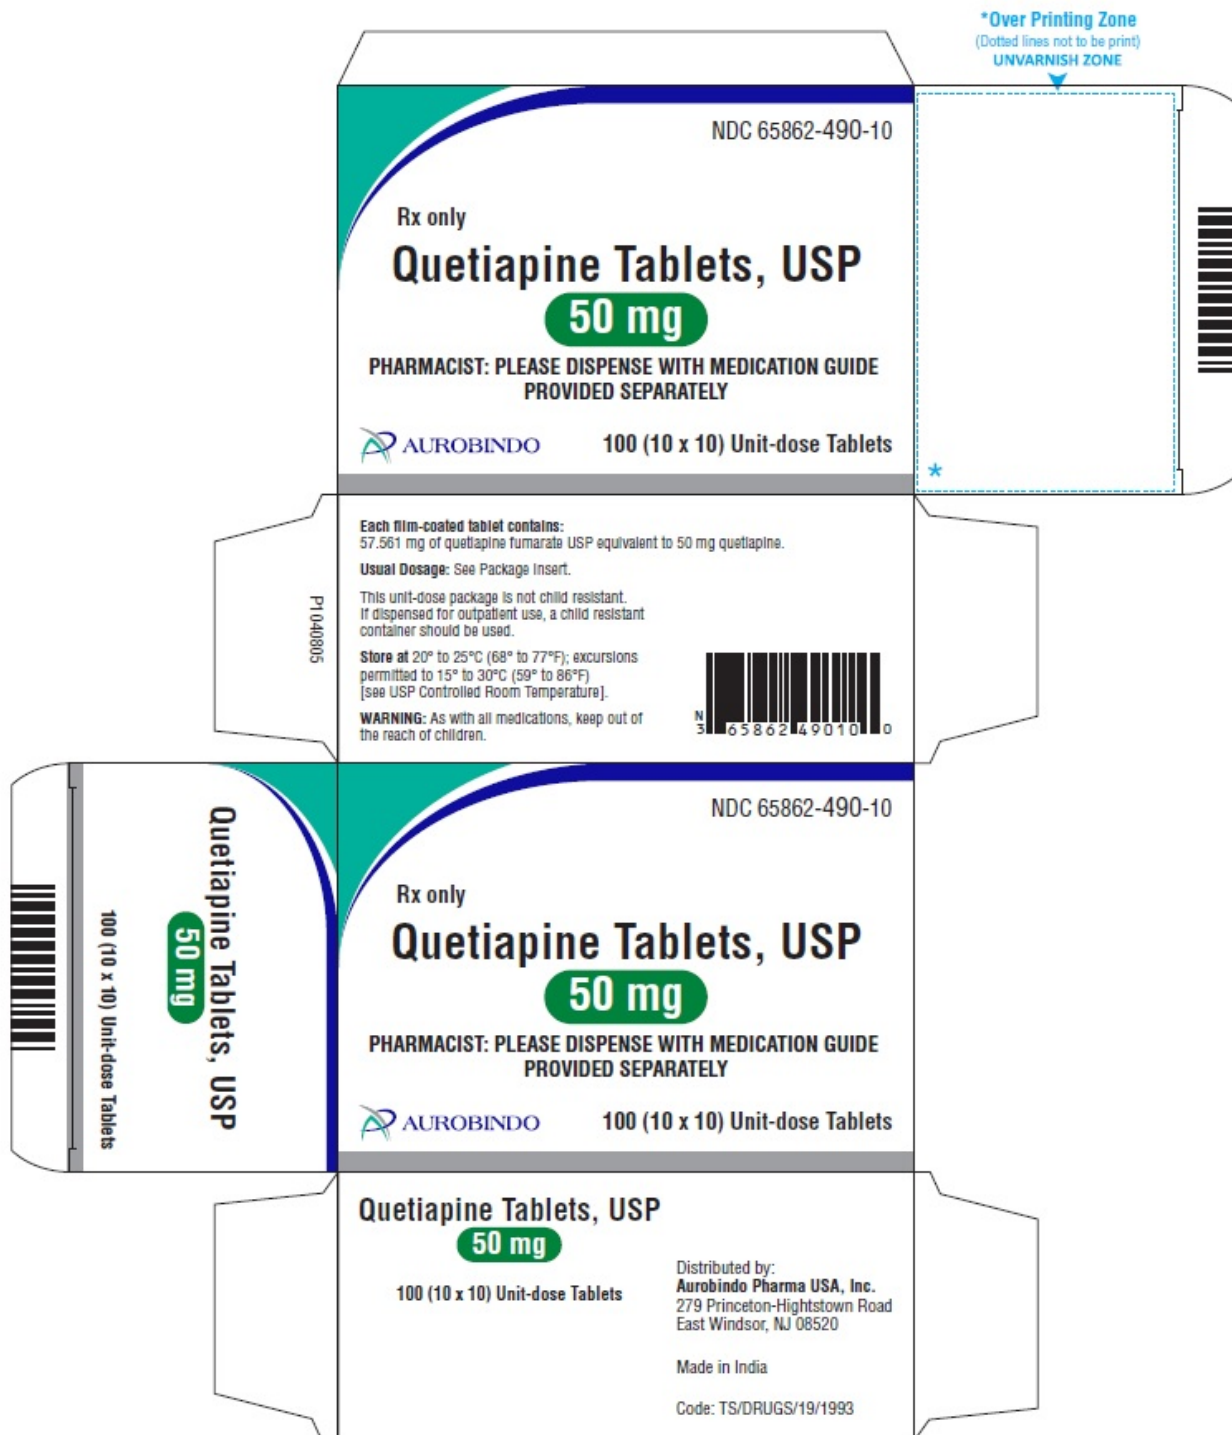 *Over Printing Zone
(Dotted lines not to be print)
UNVARNISH ZONE
NDC 65862-490-10
Rx only
Quetiapine Tablets, USP
50 mg
PHARMACIST: PLEASE DISPENSE WITH MEDICATION GUIDE
PROVIDED SEPARATELY
AUROBINDO
100 (10 x 10) Unit-dose Tablets
*
Each film-coated tablet contains:
57.561 mg of quetiapine fumarate USP equivalent to 50 mg quetiapine.
Usual Dosage: See Package Insert.
This unit-dose package is not child resistant.
If dispensed for outpatient use, a child resistant
container should be used.
Store at 20° to 25°C (68° to 77°F); excursions
permitted to 15° to 30°C (59° to 86°F)
[see USP Controlled Room Temperature].
WARNING: As with all medications, keep out of
the reach of children.
P1040805
N
3 65862 49010 0
Quetiapine Tablets, USP
50 mg
100 (10 x 10) Unit-dose Tablets
NDC 65862-490-10
Rx only
Quetiapine Tablets, USP
50 mg
PHARMACIST: PLEASE DISPENSE WITH MEDICATION GUIDE
PROVIDED SEPARATELY
AUROBINDO
100 (10 x 10) Unit-dose Tablets
Quetiapine Tablets, USP
50 mg
100 (10 x 10) Unit-dose Tablets
Distributed by:
Aurobindo Pharma USA, Inc.
279 Princeton-Hightstown Road
East Windsor, NJ 08520
Made in India
Code: TS/DRUGS/19/1993